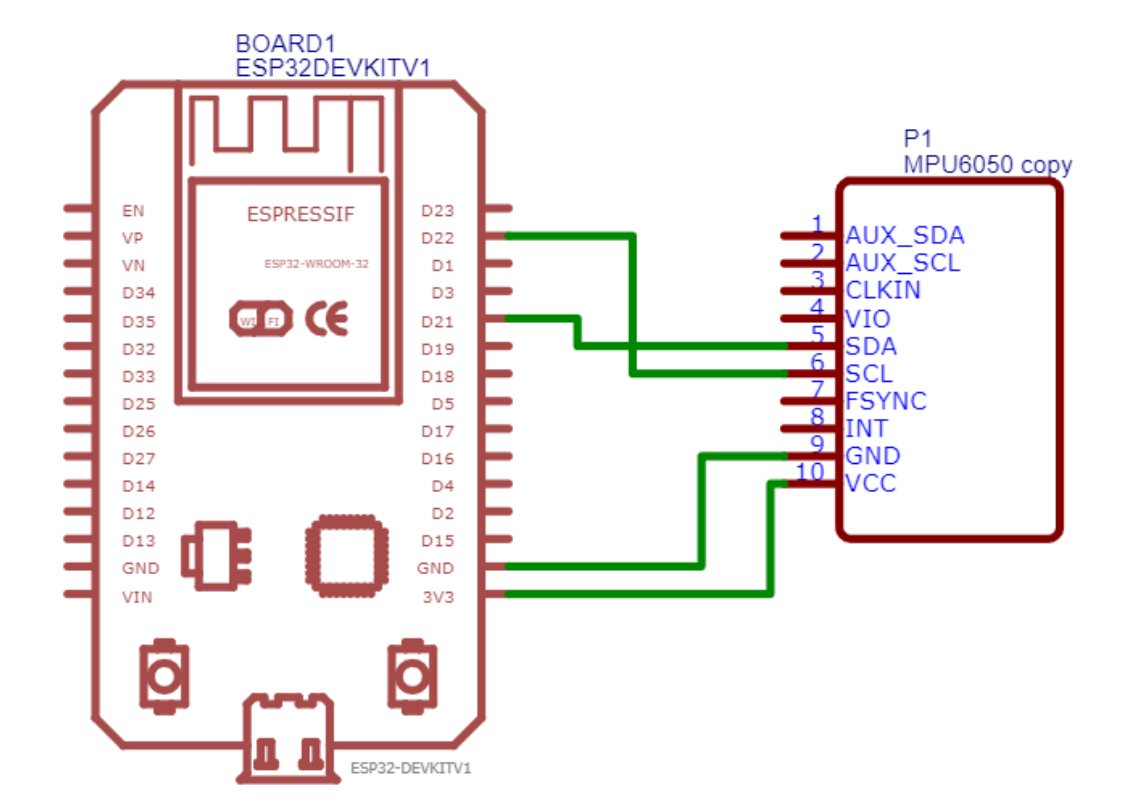 BOARD1
ESP32DEVKITV1
ESPRESSIF
ESP32-WROOM-32
WI FI
CE
EN
VP
VN
D34
D35
D32
D33
D25
D26
D27
D14
D12
D13
GND
VIN
D23
D22
D1
D3
D21
D19
D18
D5
D17
D16
D4
D2
D15
GND
3V3
ESP32-DEVKITV1
P1
MPU6050 copy
1 AUX_SDA
2 AUX_SCL
3 CLKIN
4 VIO
5 SDA
6 SCL
7 FSYNC
8 INT
9 GND
10 VCC